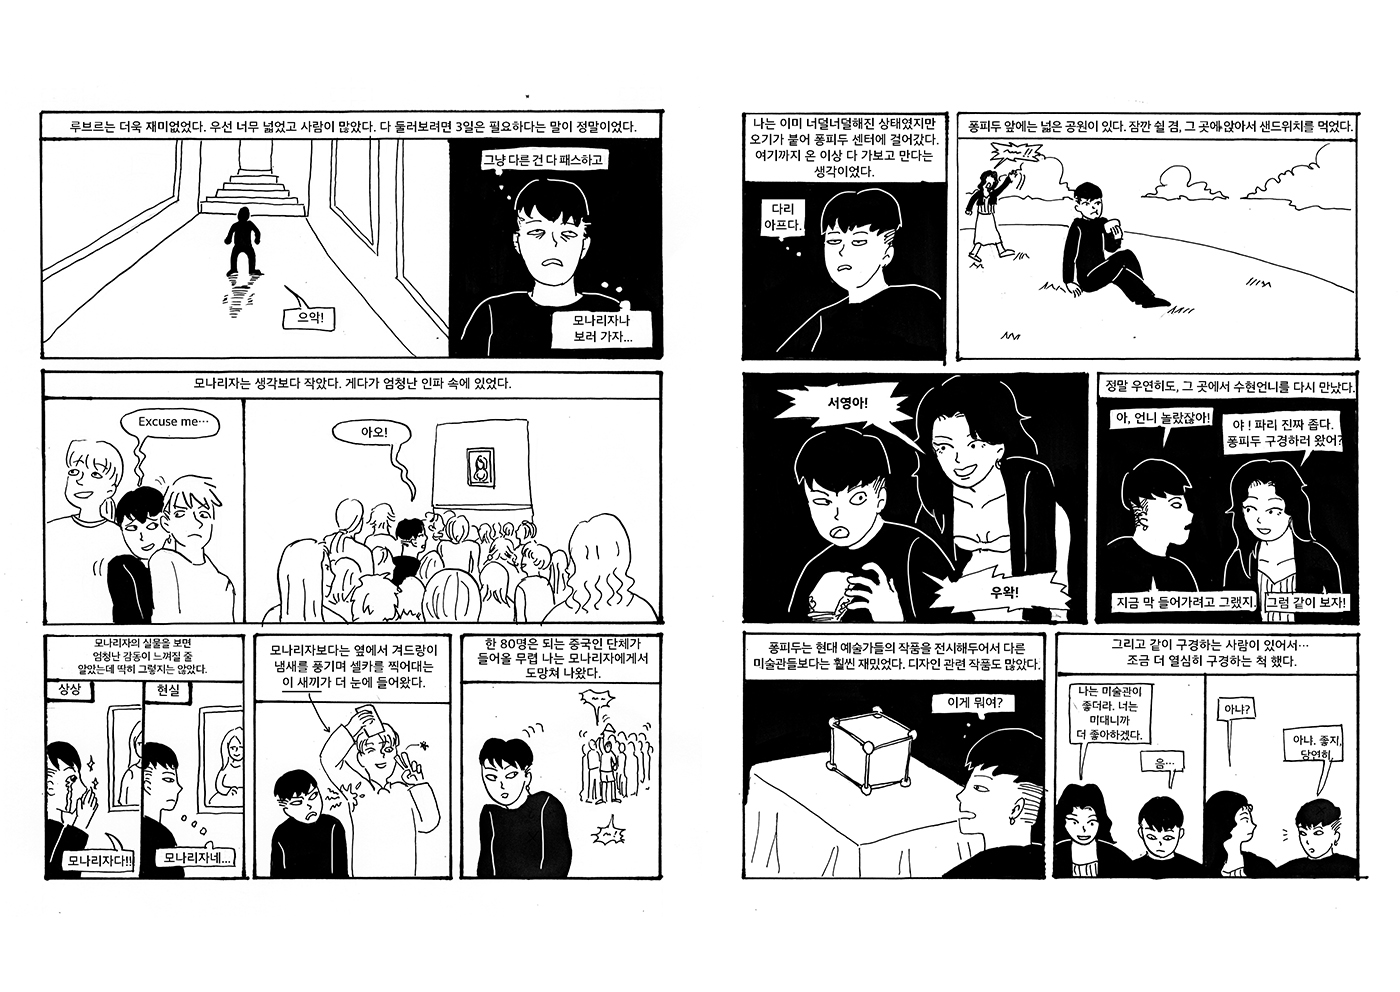 루브르는 더욱 재미없었다. 우선 너무 넓었고 사람이 많았다. 다 둘러보려면 3일은 필요하다는 말이 정말이었다.
으악!
그냥 다른 건 다 패스하고
모나리자나
보러 가자...
모나리자는 생각보다 작았다. 게다가 엄청난 인파 속에 있었다.
Excuse me…
아오!
모나리자의 실물을 보면
엄청난 감동이 느껴질 줄
알았는데 딱히 그렇지는 않았다.
상상
현실
모나리자다!!
모나리자네...
모나리자보다는 옆에서 겨드랑이
냄새를 풍기며 셀카를 찍어대는
이 새끼가 더 눈에 들어왔다.
한 80명은 되는 중국인 단체가
들어올 무렵 나는 모나리자에게서
도망쳐 나왔다.
나는 이미 너덜너덜해진 상태였지만
오기가 붙어 퐁피두 센터에 걸어갔다.
여기까지 온 이상 다 가보고 만다는
생각이었다.
다리
아프다.
퐁피두 앞에는 넓은 공원이 있다. 잠깐 쉴 겸, 그 곳에 앉아서 샌드위치를 먹었다.
서영아!
우왁!
정말 우연히도, 그 곳에서 수현언니를 다시 만났다.
아, 언니 놀랐잖아!
야 ! 파리 진짜 좁다.
퐁피두 구경하러 왔어?
지금 막 들어가려고 그랬지.
그럼 같이 보자!
퐁피두는 현대 예술가들의 작품을 전시해두어서 다른
미술관들보다는 훨씬 재밌었다. 디자인 관련 작품도 많았다.
이게 뭐여?
그리고 같이 구경하는 사람이 있어서…
조금 더 열심히 구경하는 척 했다.
나는 미술관이
좋더라. 너는
미대니까
더 좋아하겠다.
음…
아냐?
아냐. 좋지,
당연히.